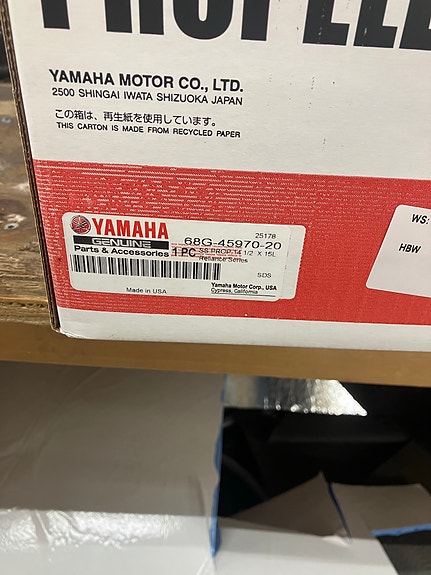 PROPELLE
YAMAHA MOTOR CO., LTD.
2500 SHINGAI IWATA SHIZUOKA JAPAN
この箱は、再生紙を使用しています。
THIS CARTON IS MADE FROM RECYCLED PAPER
YAMAHA
25178
GENUINE
68G-45970-20
Parts & Accessories 1 PC SS PROP:14 1/2 X 15L
Reliance Series
SDS
Made in USA
Yamaha Motor Corp., USA
Cypress, California
WS:
HBW